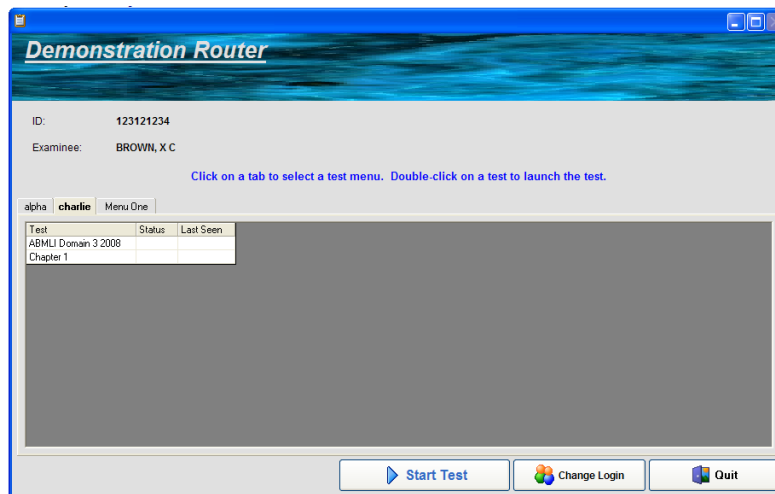 Demonstration Router
ID: 123121234
Examinee: BROWN, X C
Click on a tab to select a test menu. Double-click on a test to launch the test.
alpha charlie Menu One
Test Status Last Seen
ABMLI Domain 3 2008
Chapter 1
Start Test Change Login Quit